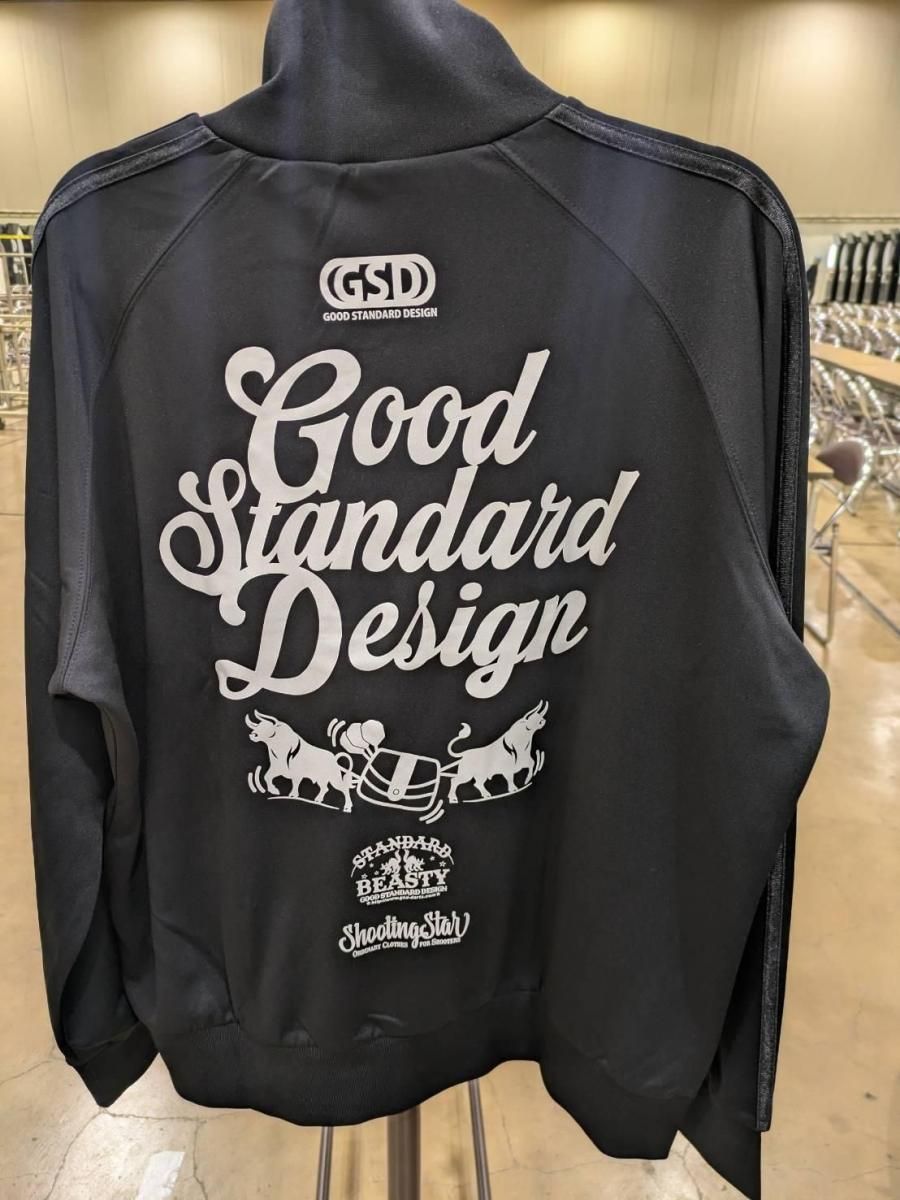 GSD
GOOD STANDARD DESIGN
Good
Standard
Design
STANDARD
BEASTY
GOOD STANDARD DESIGN
ShootingStar
ORDINARY CLOTHES FOR SHOOTERS